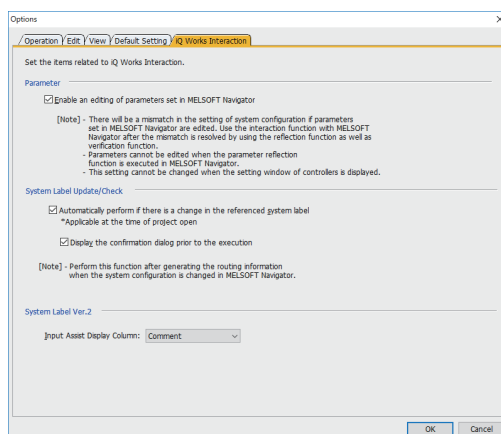 Options
Operation Edit View Default Setting iQ Works Interaction
Set the items related to iQ Works Interaction.
Parameter
Enable an editing of parameters set in MELSOFT Navigator
[Note] - There will be a mismatch in the setting of system configuration if parameters
set in MELSOFT Navigator are edited. Use the interaction function with MELSOFT
Navigator after the mismatch is resolved by using the reflection function as well as
verification function.
- Parameters cannot be edited when the parameter reflection
function is executed in MELSOFT Navigator.
- This setting cannot be changed when the setting window of controllers is displayed.
System Label Update/Check
Automatically perform if there is a change in the referenced system label
*Applicable at the time of project open
Display the confirmation dialog prior to the execution
[Note] - Perform this function after generating the routing information
when the system configuration is changed in MELSOFT Navigator.
System Label Ver.2
Input Assist Display Column: Comment
OK Cancel